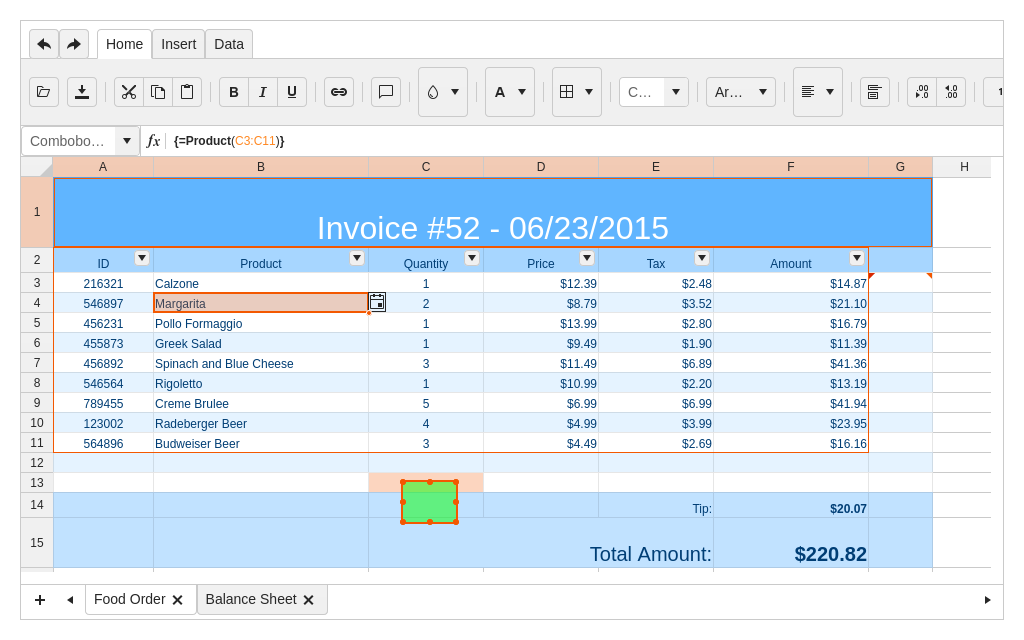 Home Insert Data
B I U A C... Ar... .00 .00 1
Combobo... fx {=Product(C3:C11)}
A B C D E F G H
1 Invoice #52 - 06/23/2015
2 ID Product Quantity Price Tax Amount
3 216321 Calzone 1 $12.39 $2.48 $14.87
4 546897 Margarita 2 $8.79 $3.52 $21.10
5 456231 Pollo Formaggio 1 $13.99 $2.80 $16.79
6 455873 Greek Salad 1 $9.49 $1.90 $11.39
7 456892 Spinach and Blue Cheese 3 $11.49 $6.89 $41.36
8 546564 Rigoletto 1 $10.99 $2.20 $13.19
9 789455 Creme Brulee 5 $6.99 $6.99 $41.94
10 123002 Radeberger Beer 4 $4.99 $3.99 $23.95
11 564896 Budweiser Beer 3 $4.49 $2.69 $16.16
12
13
14 Tip: $20.07
15 Total Amount: $220.82
Food Order Balance Sheet